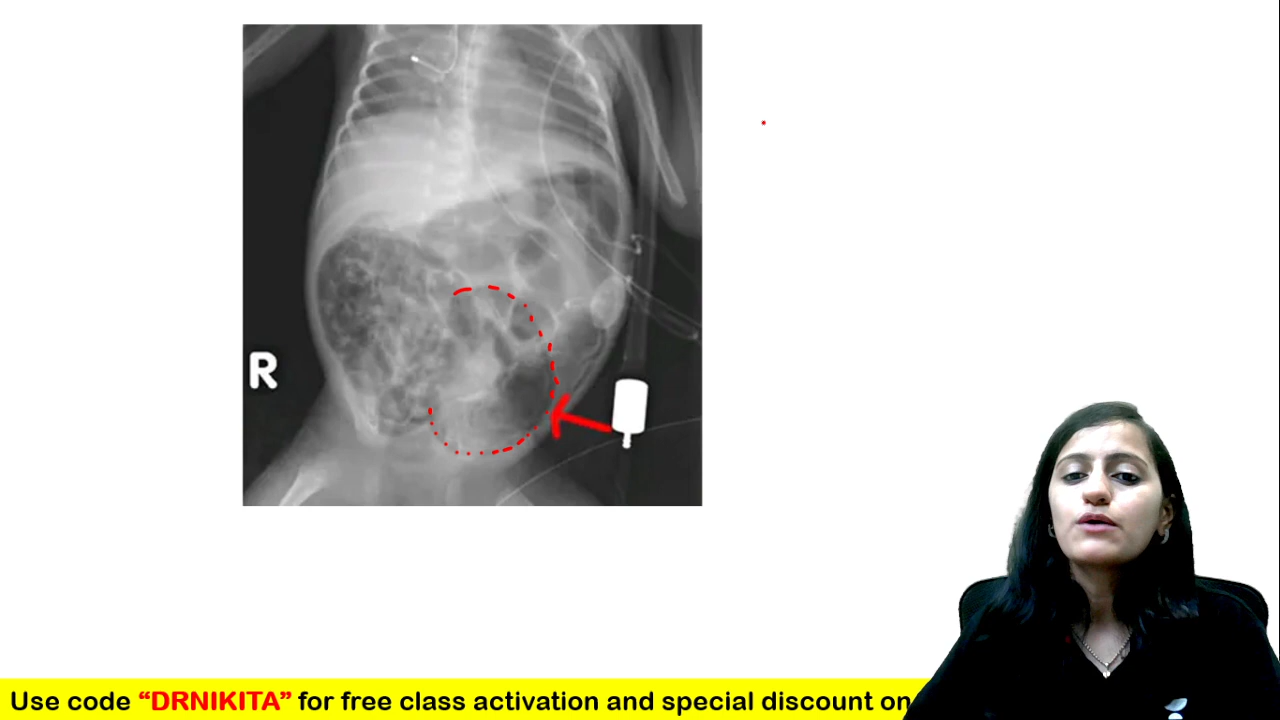 R
Use code “DRNIKITA” for free class activation and special discount on